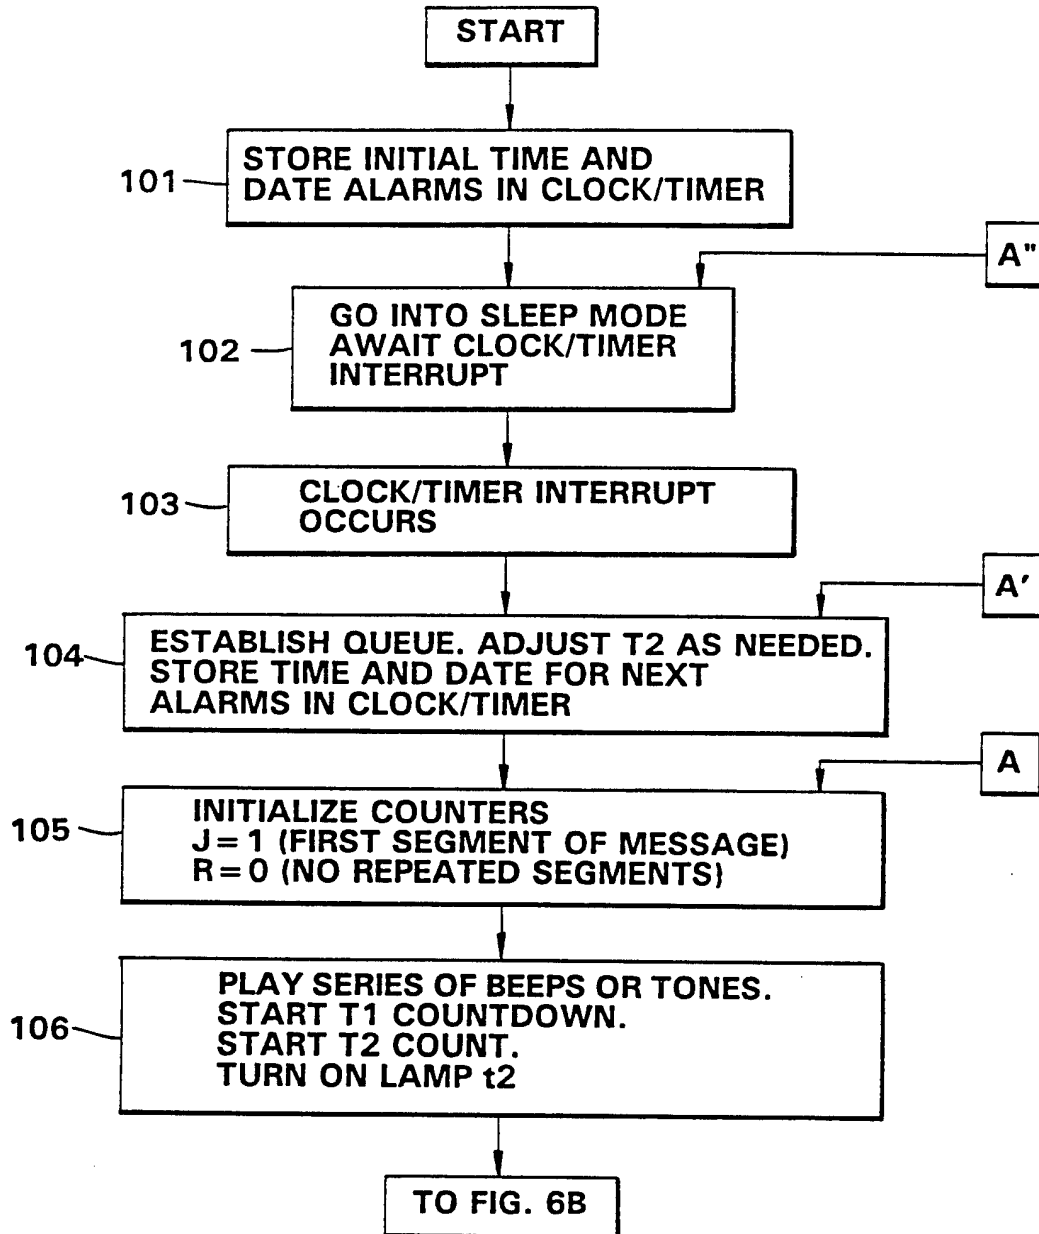 START
101
STORE INITIAL TIME AND
DATE ALARMS IN CLOCK/TIMER
A"
102
GO INTO SLEEP MODE
AWAIT CLOCK/TIMER
INTERRUPT
103
CLOCK/TIMER INTERRUPT
OCCURS
A'
104
ESTABLISH QUEUE. ADJUST T2 AS NEEDED.
STORE TIME AND DATE FOR NEXT
ALARMS IN CLOCK/TIMER
A
105
INITIALIZE COUNTERS
J=1 (FIRST SEGMENT OF MESSAGE)
R=0 (NO REPEATED SEGMENTS)
106
PLAY SERIES OF BEEPS OR TONES.
START T1 COUNTDOWN.
START T2 COUNT.
TURN ON LAMP t2
TO FIG. 6B